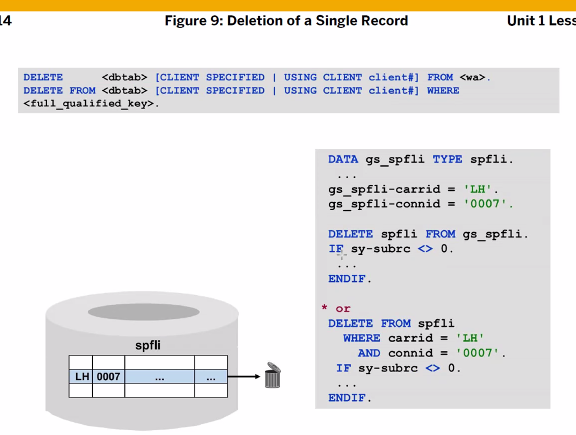 14
Figure 9: Deletion of a Single Record
Unit 1 Less
DELETE <dbtab> [CLIENT SPECIFIED | USING CLIENT client#] FROM <wa>.
DELETE FROM <dbtab> [CLIENT SPECIFIED | USING CLIENT client#] WHERE
<full_qualified_key>.
DATA gs_spfli TYPE spfli.
...
gs_spfli-carrid = 'LH'.
gs_spfli-connid = '0007'.
DELETE spfli FROM gs_spfli.
IF sy-subrc <> 0.
...
ENDIF.
* or
DELETE FROM spfli
WHERE carrid = 'LH'
AND connid = '0007'.
IF sy-subrc <> 0.
...
ENDIF.
spfli
LH 0007 ... ...